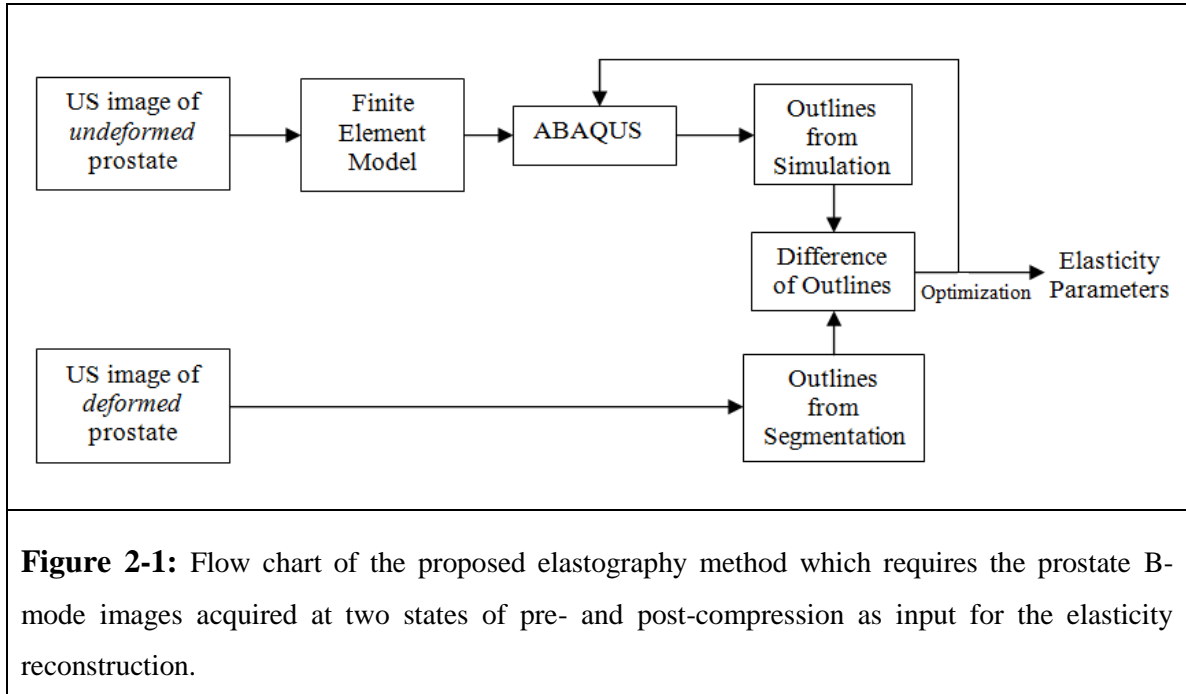 US image of
undeformed
prostate
Finite
Element
Model
ABAQUS
Outlines
from
Simulation
Difference
of Outlines
Optimization
Elasticity
Parameters
US image of
deformed
prostate
Outlines
from
Segmentation
Figure 2-1: Flow chart of the proposed elastography method which requires the prostate B-
mode images acquired at two states of pre- and post-compression as input for the elasticity
reconstruction.